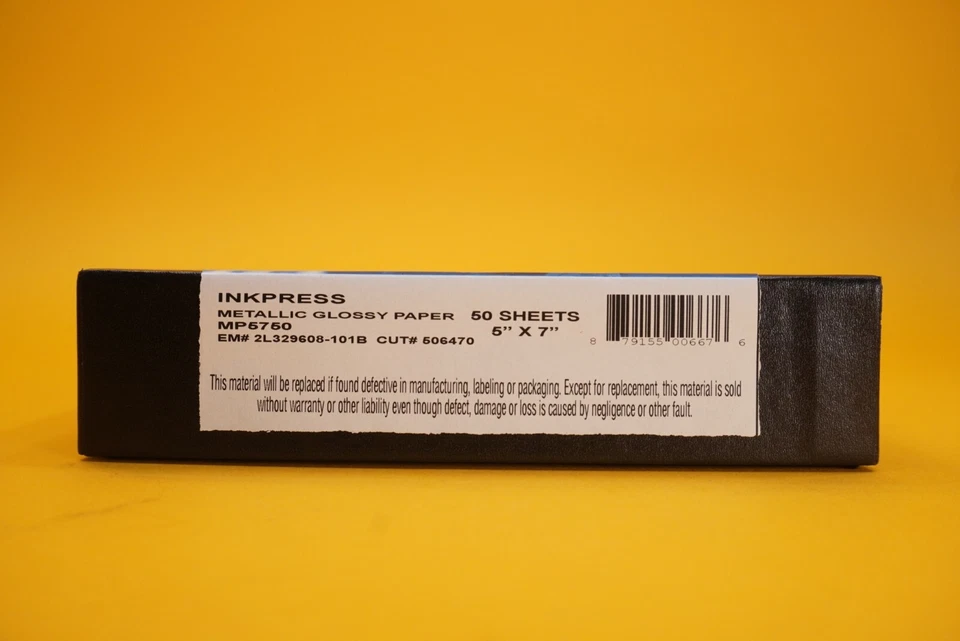 INKPRESS
METALLIC GLOSSY PAPER 50 SHEETS
MP5750 5" X 7"
EM# 2L329608-101B CUT# 506470
8 79155 00667 6
This material will be replaced if found defective in manufacturing, labeling or packaging. Except for replacement, this material is sold
without warranty or other liability even though defect, damage or loss is caused by negligence or other fault.